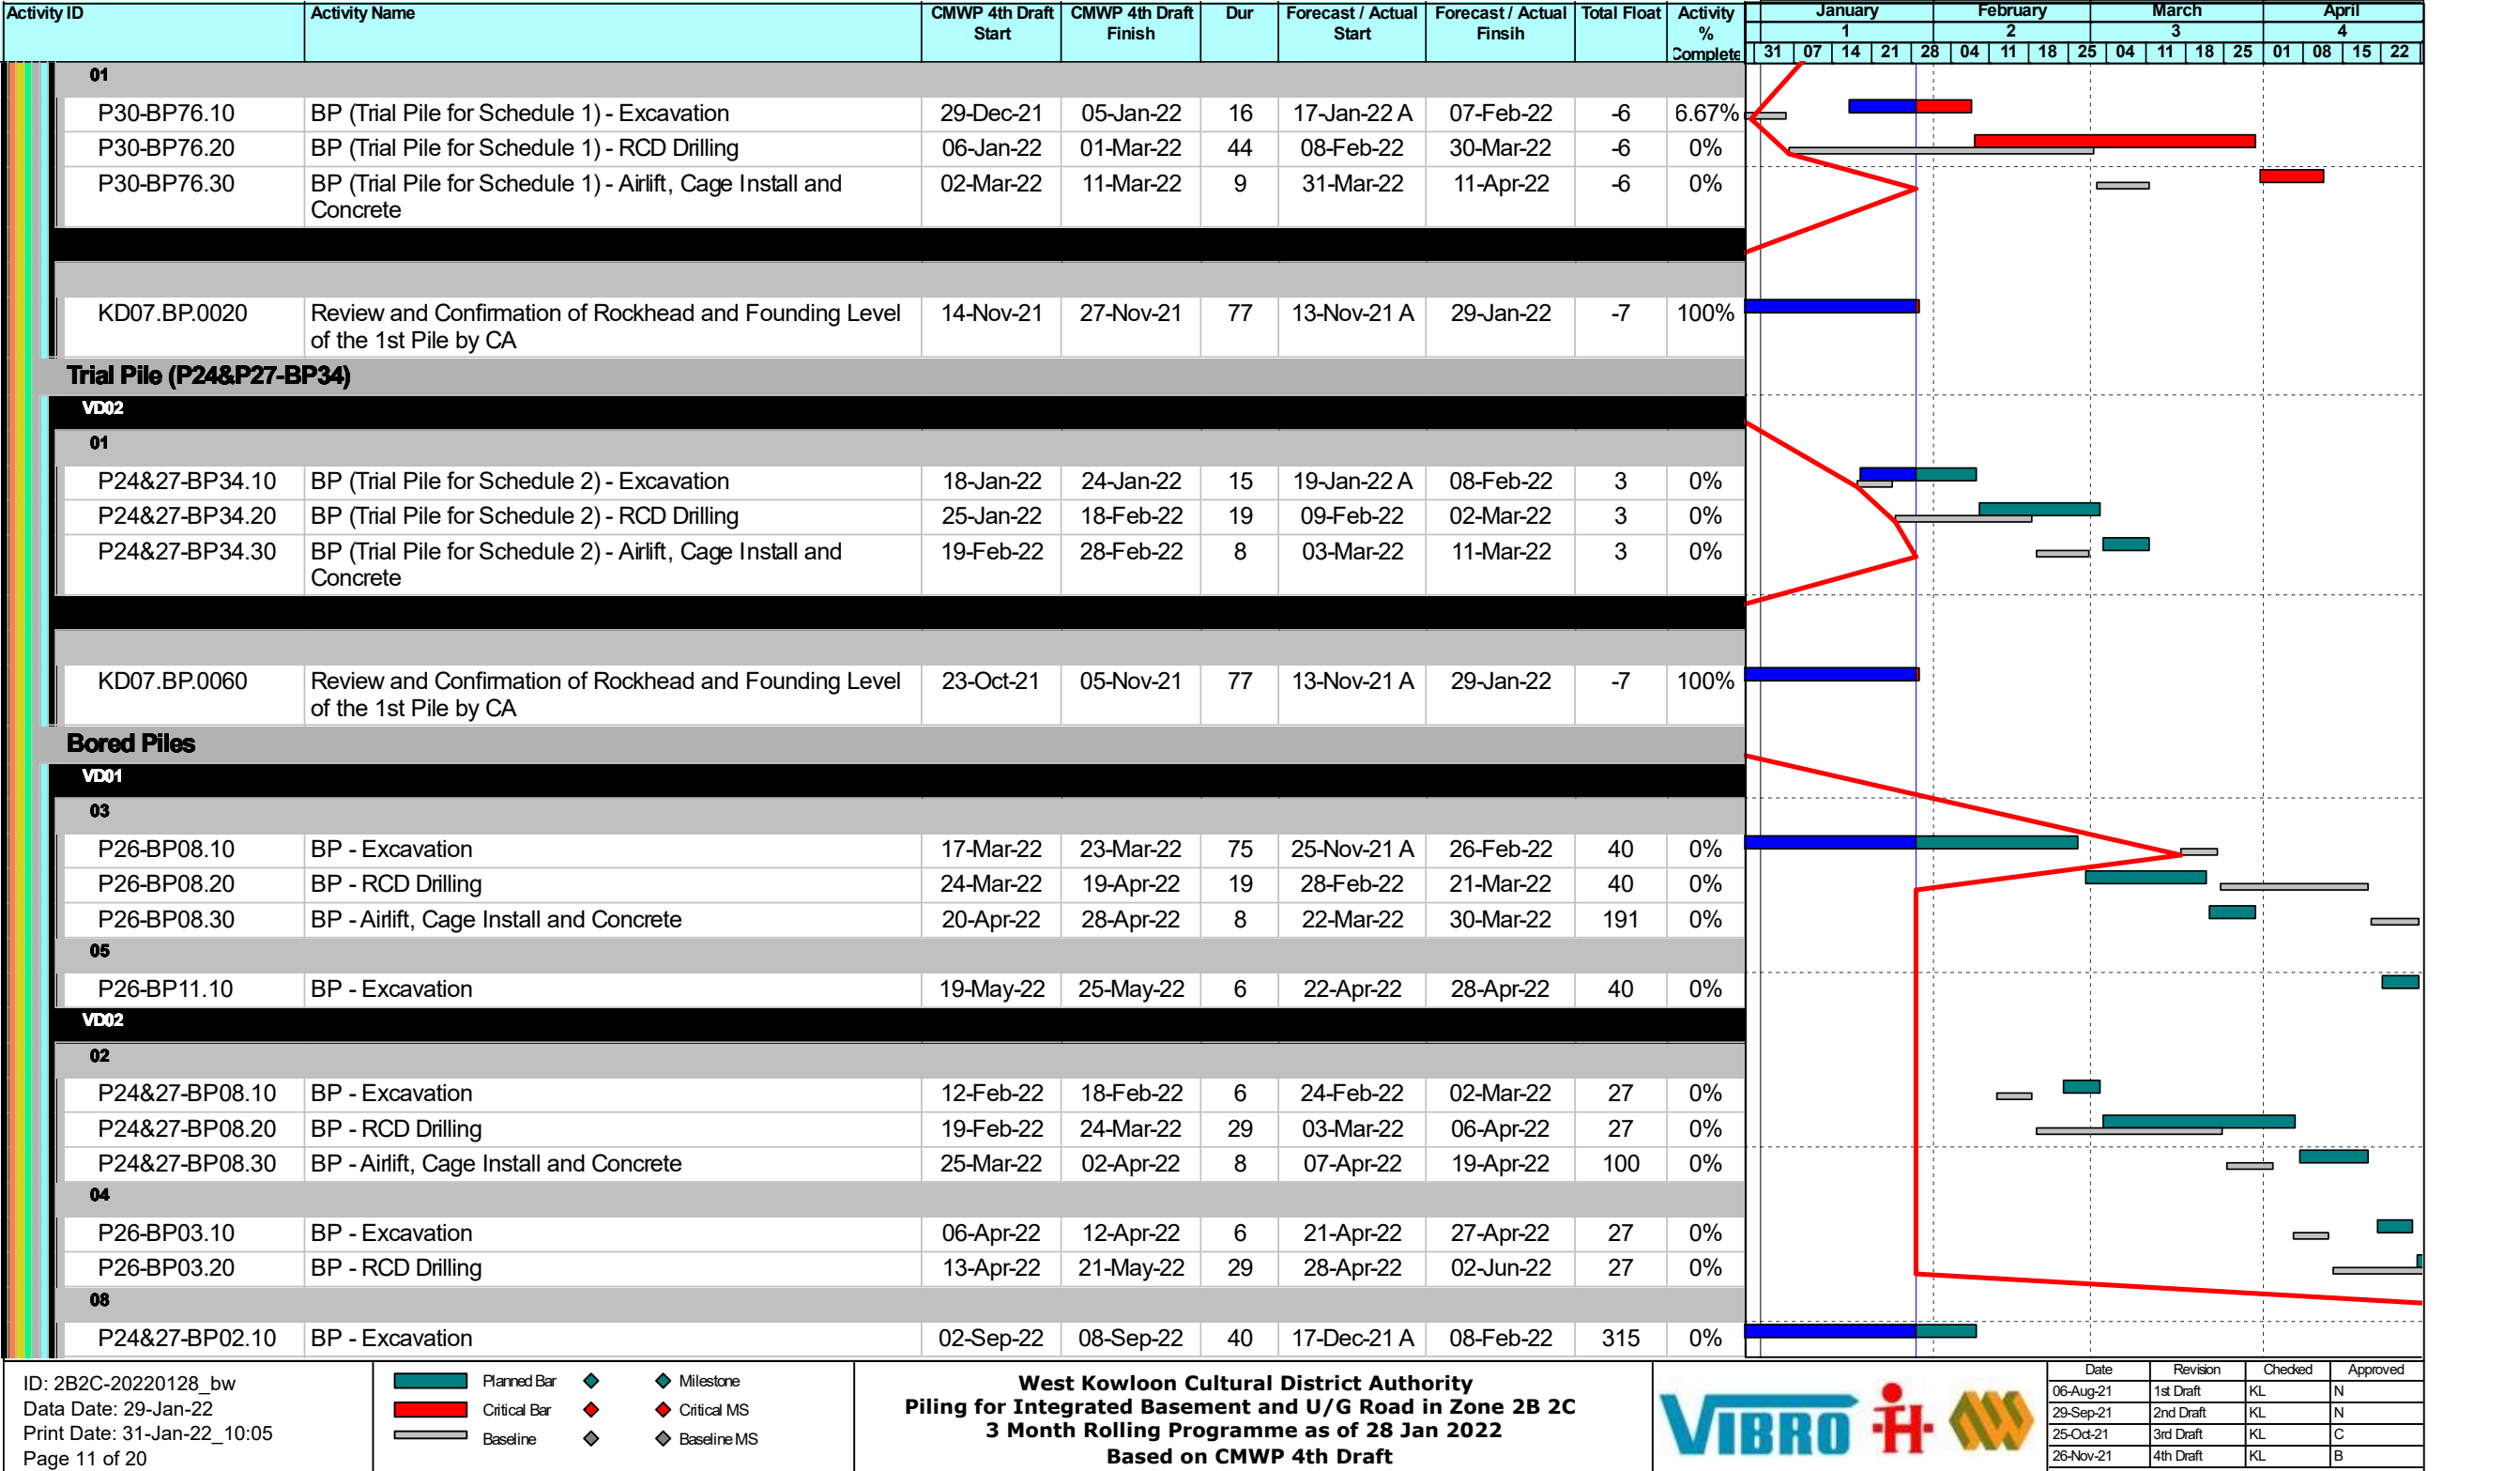 Activity ID Activity Name CMWP 4th Draft Start CMWP 4th Draft Finish Dur Forecast / Actual Start Forecast / Actual Finsih Total Float Activity % Complete
January February March April
1 2 3 4
31 07 14 21 28 04 11 18 25 04 11 18 25 01 08 15 22
01
P30-BP76.10 BP (Trial Pile for Schedule 1) - Excavation 29-Dec-21 05-Jan-22 16 17-Jan-22 A 07-Feb-22 -6 6.67%
P30-BP76.20 BP (Trial Pile for Schedule 1) - RCD Drilling 06-Jan-22 01-Mar-22 44 08-Feb-22 30-Mar-22 -6 0%
P30-BP76.30 BP (Trial Pile for Schedule 1) - Airlift, Cage Install and 02-Mar-22 11-Mar-22 9 31-Mar-22 11-Apr-22 -6 0%
Concrete
KD07.BP.0020 Review and Confirmation of Rockhead and Founding Level 14-Nov-21 27-Nov-21 77 13-Nov-21 A 29-Jan-22 -7 100%
of the 1st Pile by CA
Trial Pile (P24&P27-BP34)
VD02
01
P24&27-BP34.10 BP (Trial Pile for Schedule 2) - Excavation 18-Jan-22 24-Jan-22 15 19-Jan-22 A 08-Feb-22 3 0%
P24&27-BP34.20 BP (Trial Pile for Schedule 2) - RCD Drilling 25-Jan-22 18-Feb-22 19 09-Feb-22 02-Mar-22 3 0%
P24&27-BP34.30 BP (Trial Pile for Schedule 2) - Airlift, Cage Install and 19-Feb-22 28-Feb-22 8 03-Mar-22 11-Mar-22 3 0%
Concrete
KD07.BP.0060 Review and Confirmation of Rockhead and Founding Level 23-Oct-21 05-Nov-21 77 13-Nov-21 A 29-Jan-22 -7 100%
of the 1st Pile by CA
Bored Piles
VD01
03
P26-BP08.10 BP - Excavation 17-Mar-22 23-Mar-22 75 25-Nov-21 A 26-Feb-22 40 0%
P26-BP08.20 BP - RCD Drilling 24-Mar-22 19-Apr-22 19 28-Feb-22 21-Mar-22 40 0%
P26-BP08.30 BP - Airlift, Cage Install and Concrete 20-Apr-22 28-Apr-22 8 22-Mar-22 30-Mar-22 191 0%
05
P26-BP11.10 BP - Excavation 19-May-22 25-May-22 6 22-Apr-22 28-Apr-22 40 0%
VD02
02
P24&27-BP08.10 BP - Excavation 12-Feb-22 18-Feb-22 6 24-Feb-22 02-Mar-22 27 0%
P24&27-BP08.20 BP - RCD Drilling 19-Feb-22 24-Mar-22 29 03-Mar-22 06-Apr-22 27 0%
P24&27-BP08.30 BP - Airlift, Cage Install and Concrete 25-Mar-22 02-Apr-22 8 07-Apr-22 19-Apr-22 100 0%
04
P26-BP03.10 BP - Excavation 06-Apr-22 12-Apr-22 6 21-Apr-22 27-Apr-22 27 0%
P26-BP03.20 BP - RCD Drilling 13-Apr-22 21-May-22 29 28-Apr-22 02-Jun-22 27 0%
08
P24&27-BP02.10 BP - Excavation 02-Sep-22 08-Sep-22 40 17-Dec-21 A 08-Feb-22 315 0%
ID: 2B2C-20220128_bw
Data Date: 29-Jan-22
Print Date: 31-Jan-22_10:05
Page 11 of 20
Planned Bar Milestone
Critical Bar Critical MS
Baseline Baseline MS
West Kowloon Cultural District Authority
Piling for Integrated Basement and U/G Road in Zone 2B 2C
3 Month Rolling Programme as of 28 Jan 2022
Based on CMWP 4th Draft
VIBRO
Date Revision Checked Approved
06-Aug-21 1st Draft KL N
29-Sep-21 2nd Draft KL N
25-Oct-21 3rd Draft KL C
26-Nov-21 4th Draft KL B